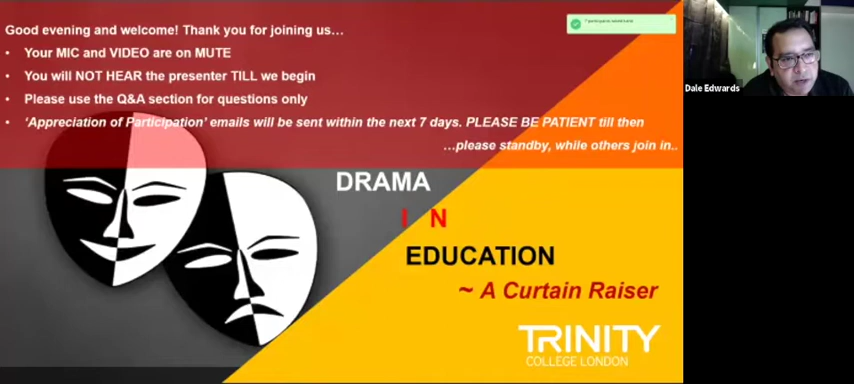 Good evening and welcome! Thank you for joining us…
• Your MIC and VIDEO are on MUTE
• You will NOT HEAR the presenter TILL we begin
• Please use the Q&A section for questions only
• ‘Appreciation of Participation’ emails will be sent within the next 7 days. PLEASE BE PATIENT till then
…please standby, while others join in..
Dale Edwards
DRAMA
I N
EDUCATION
~ A Curtain Raiser
TRINITY
COLLEGE LONDON